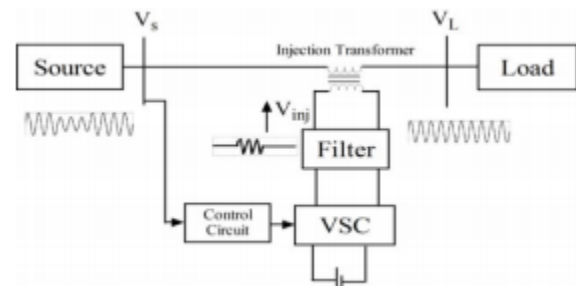 Vs
VL
Injection Transformer
Source
Load
Vinj
Filter
Control
Circuit
VSC